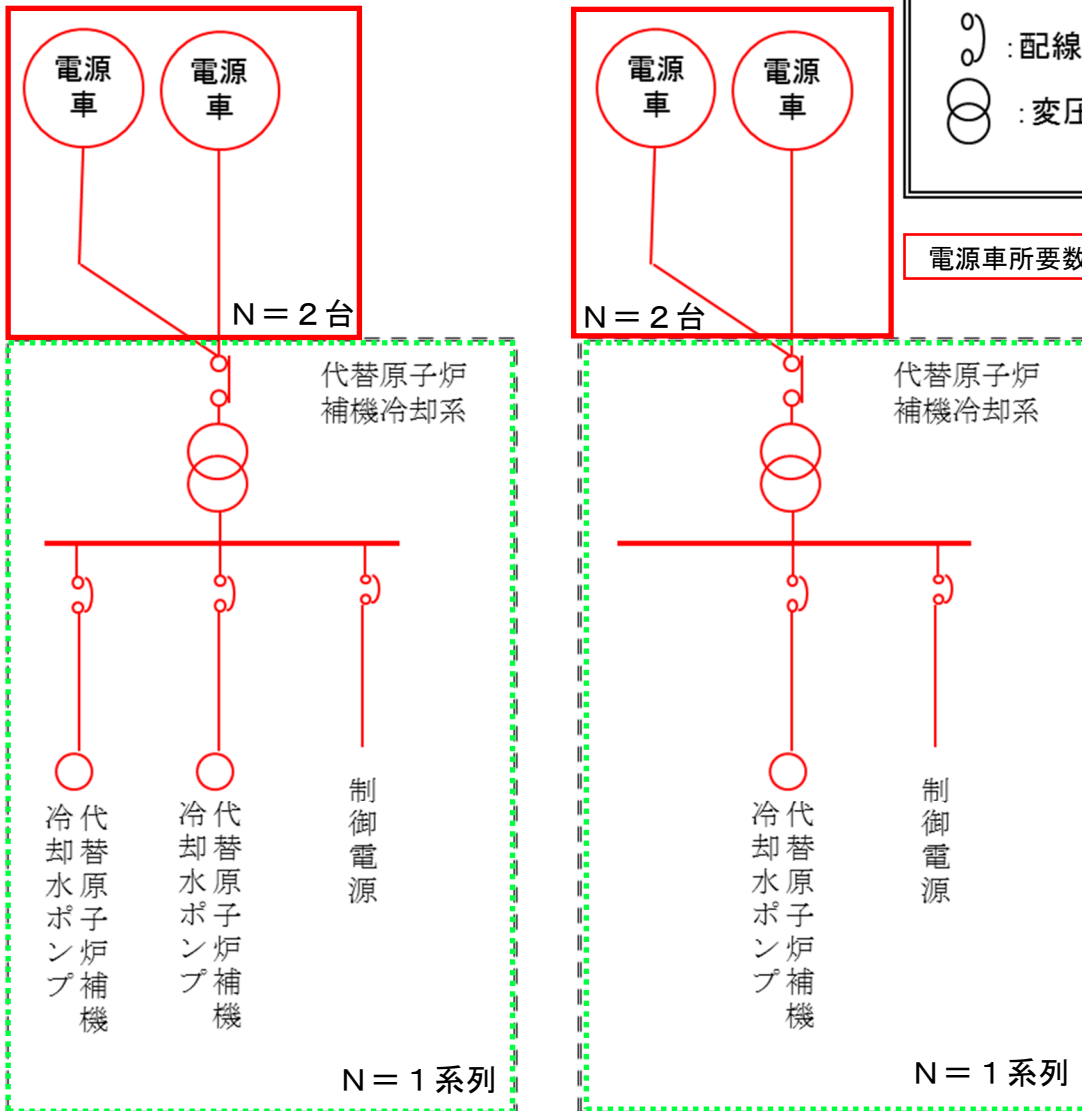 電源
車
電源
車
N＝2台
代替原子炉
補機冷却系
代替原子炉補機
冷却水ポンプ
代替原子炉補機
冷却水ポンプ
制御電源
N＝1系列
電源
車
電源
車
N＝2台
代替原子炉
補機冷却系
代替原子炉補機
冷却水ポンプ
制御電源
N＝1系列
:配線
:変圧
電源車所要数